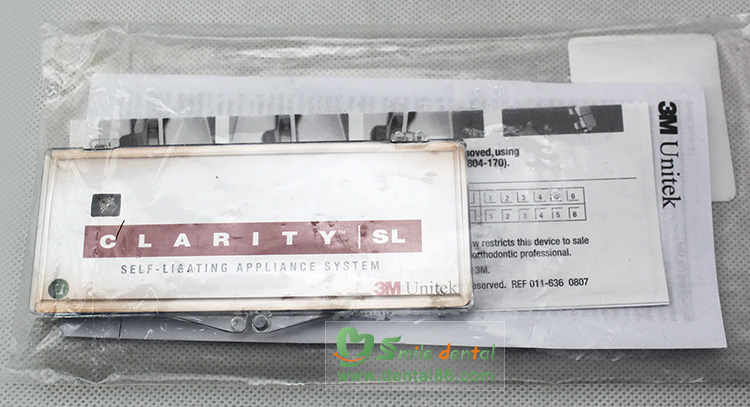 oved, using
804-170).
1 2 3 4 5 6
1 2 3 4 5 6
w restricts this device to sale
orthodontic professional.
3M.
eserved. REF 011-636 0807
3M Unitek
CLARITY™ | SL
SELF-LIGATING APPLIANCE SYSTEM
3M Unitek
Smile dental